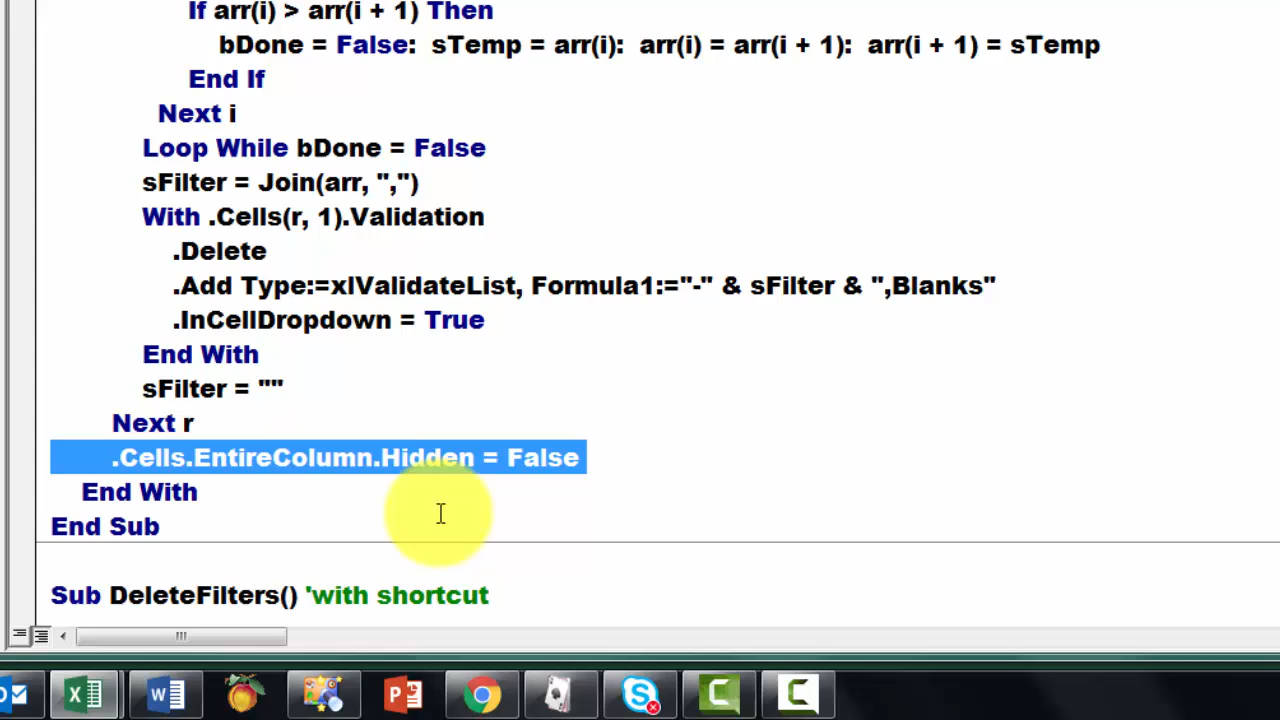 If arr(i) > arr(i + 1) Then
bDone = False:  sTemp = arr(i):  arr(i) = arr(i + 1):  arr(i + 1) = sTemp
End If
Next i
Loop While bDone = False
sFilter = Join(arr, ",")
With .Cells(r, 1).Validation
.Delete
.Add Type:=xlValidateList, Formula1:="-" & sFilter & ",Blanks"
.InCellDropdown = True
End With
sFilter = ""
Next r
.Cells.EntireColumn.Hidden = False
End With
End Sub
Sub DeleteFilters() 'with shortcut